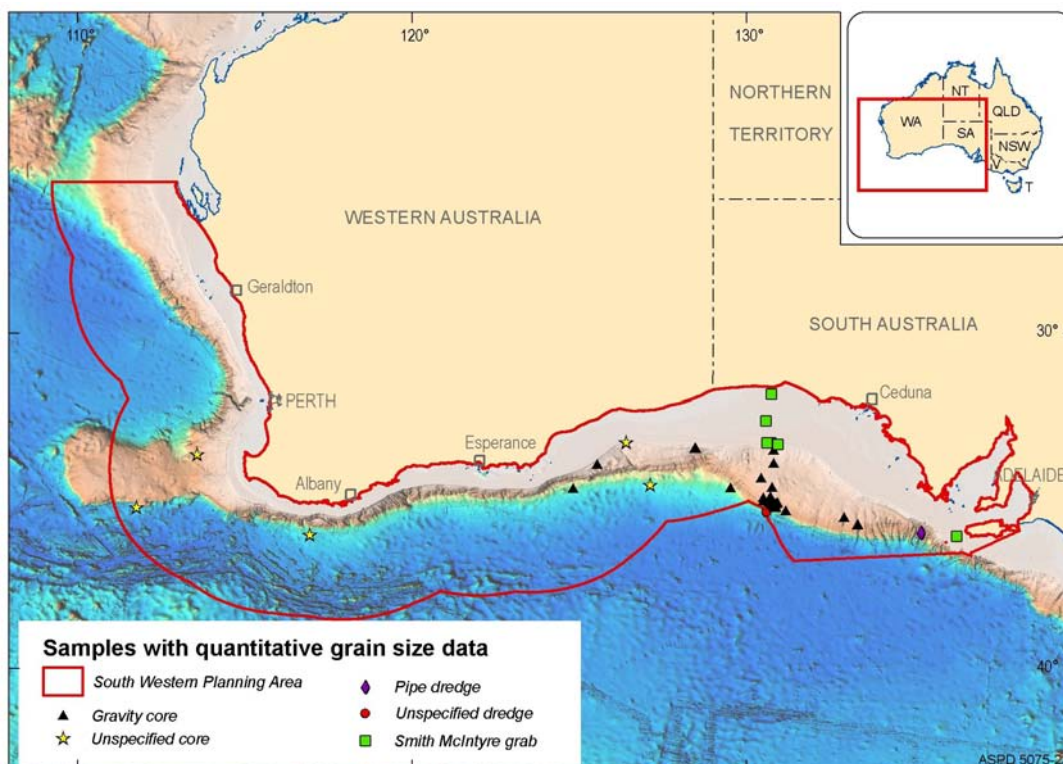 110°
120°
130°
NORTHERN
TERRITORY
WESTERN AUSTRALIA
SOUTH AUSTRALIA
30°
Geraldton
PERTH
Ceduna
Esperance
Albany
ADELAIDE
40°
NT
WA
QLD
SA
NSW
V
T
Samples with quantitative grain size data
South Western Planning Area
Gravity core
Unspecified core
Pipe dredge
Unspecified dredge
Smith McIntyre grab
ASPD 5075-2